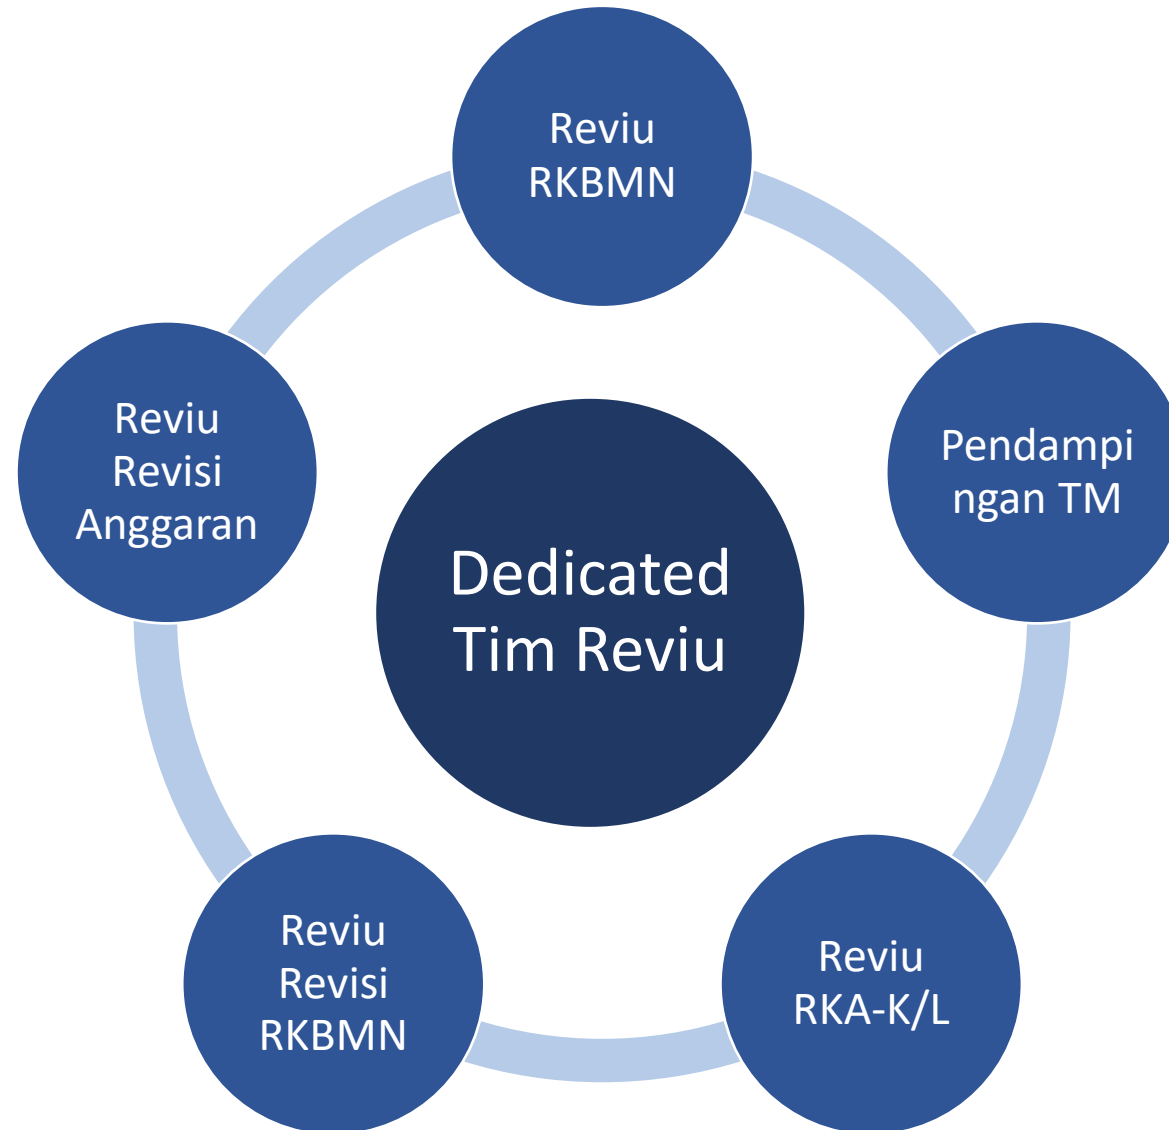 Reviu
RKBMN
Pendampi
ngan TM
Reviu
RKA-K/L
Reviu
Revisi
RKBMN
Reviu
Revisi
Anggaran
Dedicated
Tim Reviu